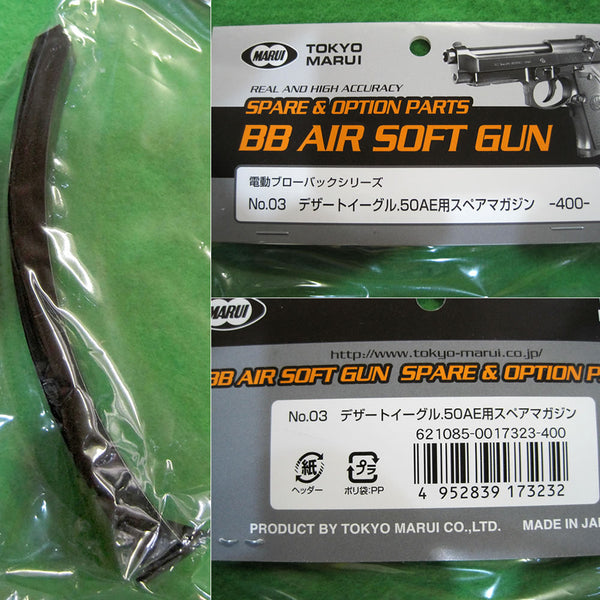 MARUI
TOKYO
MARUI
REAL AND HIGH ACCURACY
SPARE & OPTION PARTS
BB AIR SOFT GUN
電動ブローバックシリーズ
No.03 デザートイーグル.50AE用スペアマガジン -400-
MARUI
http://www.tokyo-marui.co.jp/
BB AIR SOFT GUN SPARE & OPTION P
No.03 デザートイーグル.50AE用スペアマガジン
621085-0017323-400
紙
ヘッダー
プラ
ポリ袋:PP
4 952839 173232
PRODUCT BY TOKYO MARUI CO.,LTD. MADE IN JA